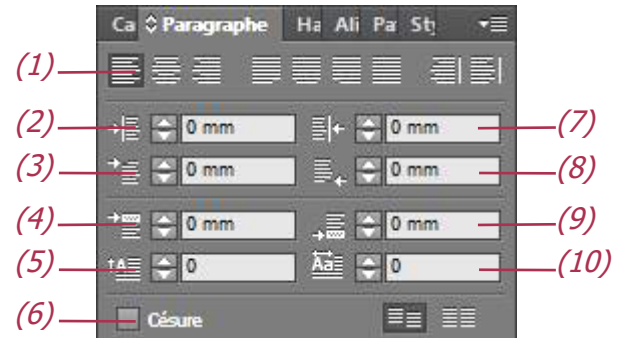 Ca Paragraphe Ha Ali Pa Sty
(1)
(2) 0 mm 0 mm (7)
(3) 0 mm 0 mm (8)
(4) 0 mm 0 mm (9)
(5) 0 0 (10)
(6) Césure